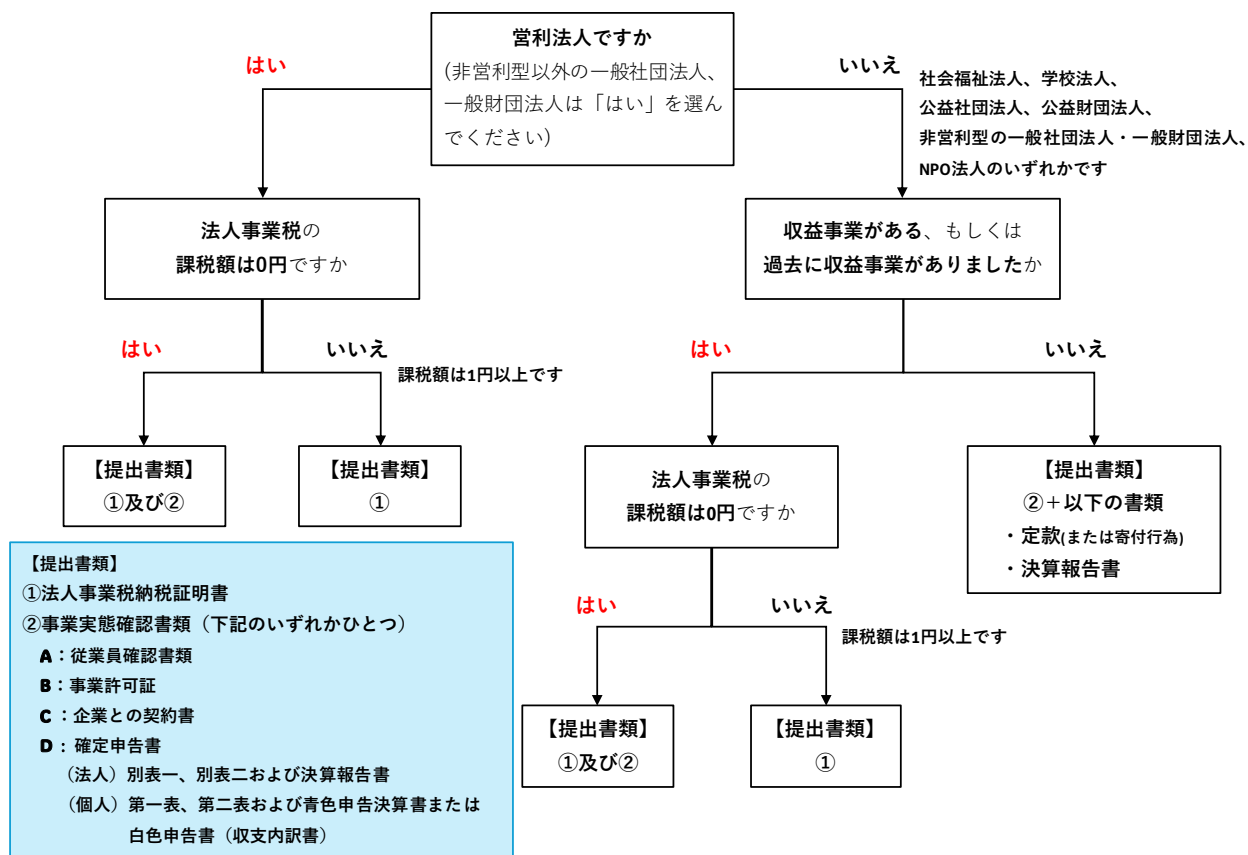 営利法人ですか
(非営利型以外の一般社団法人、
一般財団法人は「はい」を選ん
でください)
はい
いいえ
社会福祉法人、学校法人、
公益社団法人、公益財団法人、
非営利型の一般社団法人・一般財団法人、
NPO法人のいずれかです
法人事業税の
課税額は0円ですか
収益事業がある、もしくは
過去に収益事業がありましたか
はい
いいえ
課税額は1円以上です
はい
いいえ
【提出書類】
①及び②
【提出書類】
①
法人事業税の
課税額は0円ですか
【提出書類】
②＋以下の書類
・定款(または寄付行為)
・決算報告書
【提出書類】
①法人事業税納税証明書
②事業実態確認書類（下記のいずれかひとつ）
A：従業員確認書類
B：事業許可証
C：企業との契約書
D：確定申告書
（法人）別表一、別表二および決算報告書
（個人）第一表、第二表および青色申告決算書または
白色申告書（収支内訳書）
はい
いいえ
課税額は1円以上です
【提出書類】
①及び②
【提出書類】
①